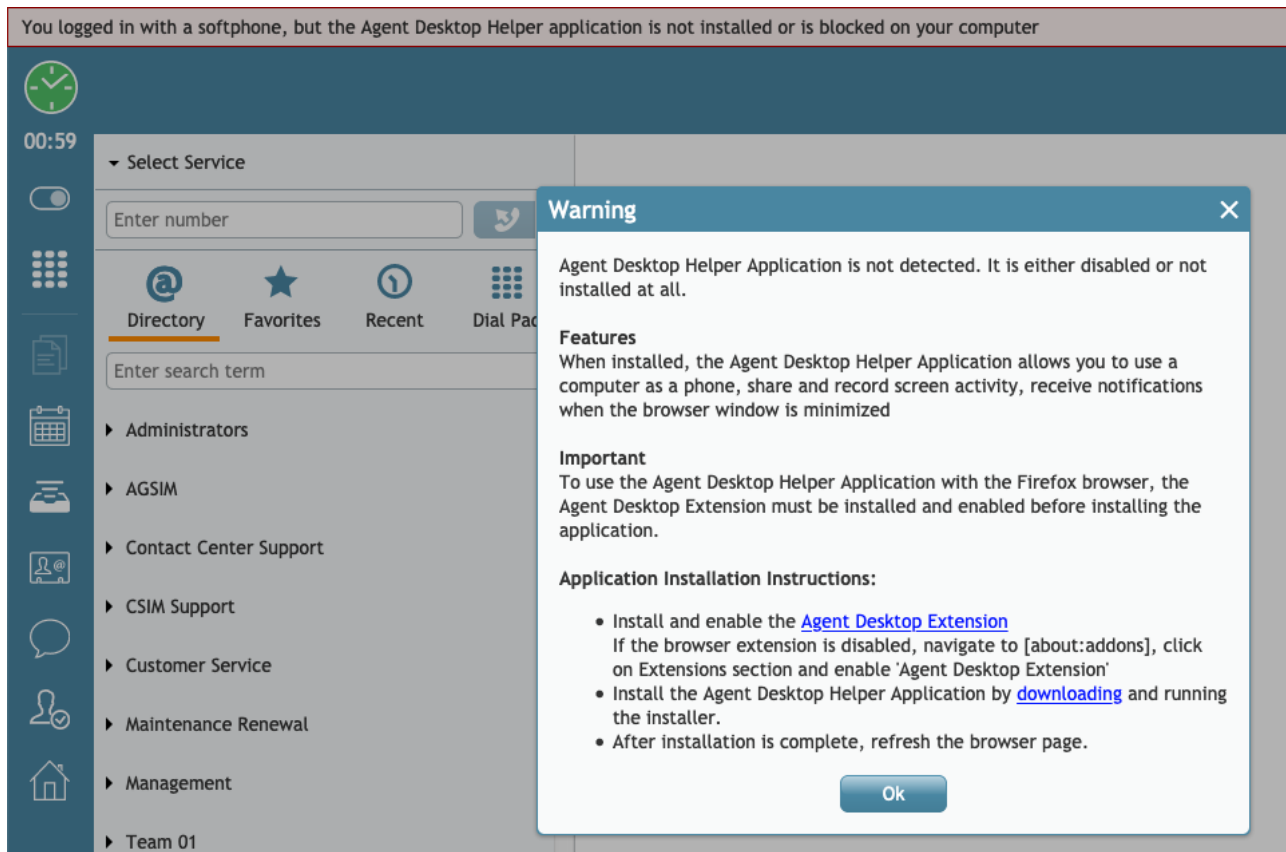 You logged in with a softphone, but the Agent Desktop Helper application is not installed or is blocked on your computer
00:59
Select Service
Enter number
Directory
Favorites
Recent
Dial Pad
Enter search term
Administrators
AGSIM
Contact Center Support
CSIM Support
Customer Service
Maintenance Renewal
Management
Team 01
Warning
Agent Desktop Helper Application is not detected. It is either disabled or not
installed at all.
Features
When installed, the Agent Desktop Helper Application allows you to use a
computer as a phone, share and record screen activity, receive notifications
when the browser window is minimized
Important
To use the Agent Desktop Helper Application with the Firefox browser, the
Agent Desktop Extension must be installed and enabled before installing the
application.
Application Installation Instructions:
• Install and enable the Agent Desktop Extension
If the browser extension is disabled, navigate to [about:addons], click
on Extensions section and enable 'Agent Desktop Extension'
• Install the Agent Desktop Helper Application by downloading and running
the installer.
• After installation is complete, refresh the browser page.
Ok